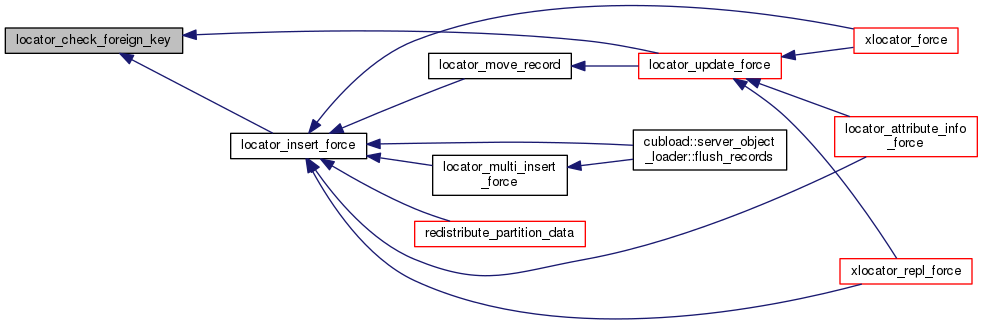 locator_check_foreign_key
xlocator_force
locator_move_record
locator_update_force
locator_insert_force
cubload::server_object
_loader::flush_records
locator_attribute_info
_force
locator_multi_insert
_force
redistribute_partition_data
xlocator_repl_force